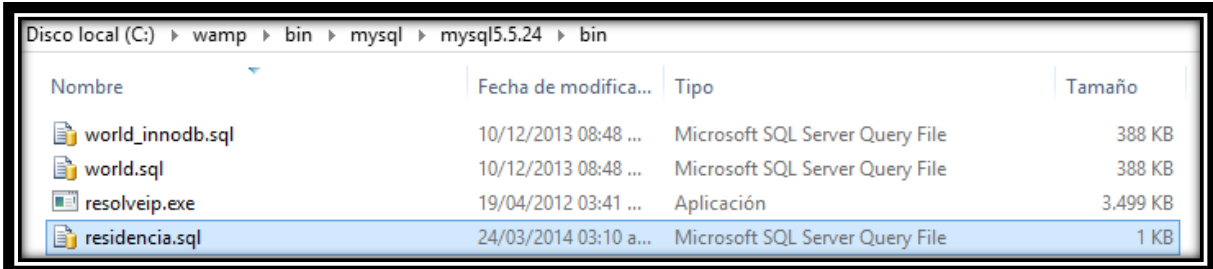 Disco local (C:) ▸ wamp ▸ bin ▸ mysql ▸ mysql5.5.24 ▸ bin
Nombre Fecha de modifica... Tipo Tamaño
world_innodb.sql 10/12/2013 08:48 ... Microsoft SQL Server Query File 388 KB
world.sql 10/12/2013 08:48 ... Microsoft SQL Server Query File 388 KB
resolveip.exe 19/04/2012 03:41 ... Aplicación 3.499 KB
residencia.sql 24/03/2014 03:10 a... Microsoft SQL Server Query File 1 KB